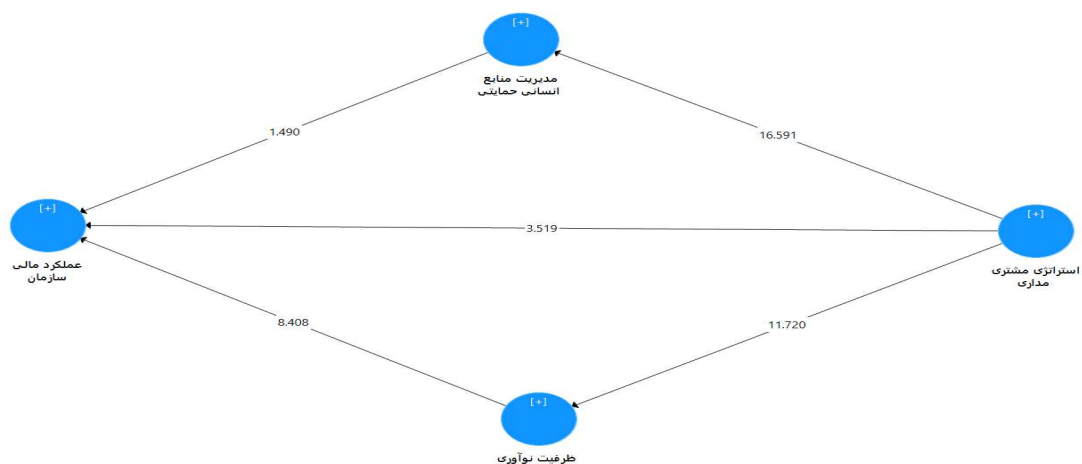 [+]
مدیریت منابع
انسانی حمایتی
1.490
16.591
[+]
عملکرد مالی
سازمان
3.519
[+]
استراتژی مشتری
مداری
8.408
11.720
[+]
ظرفیت نوآوری